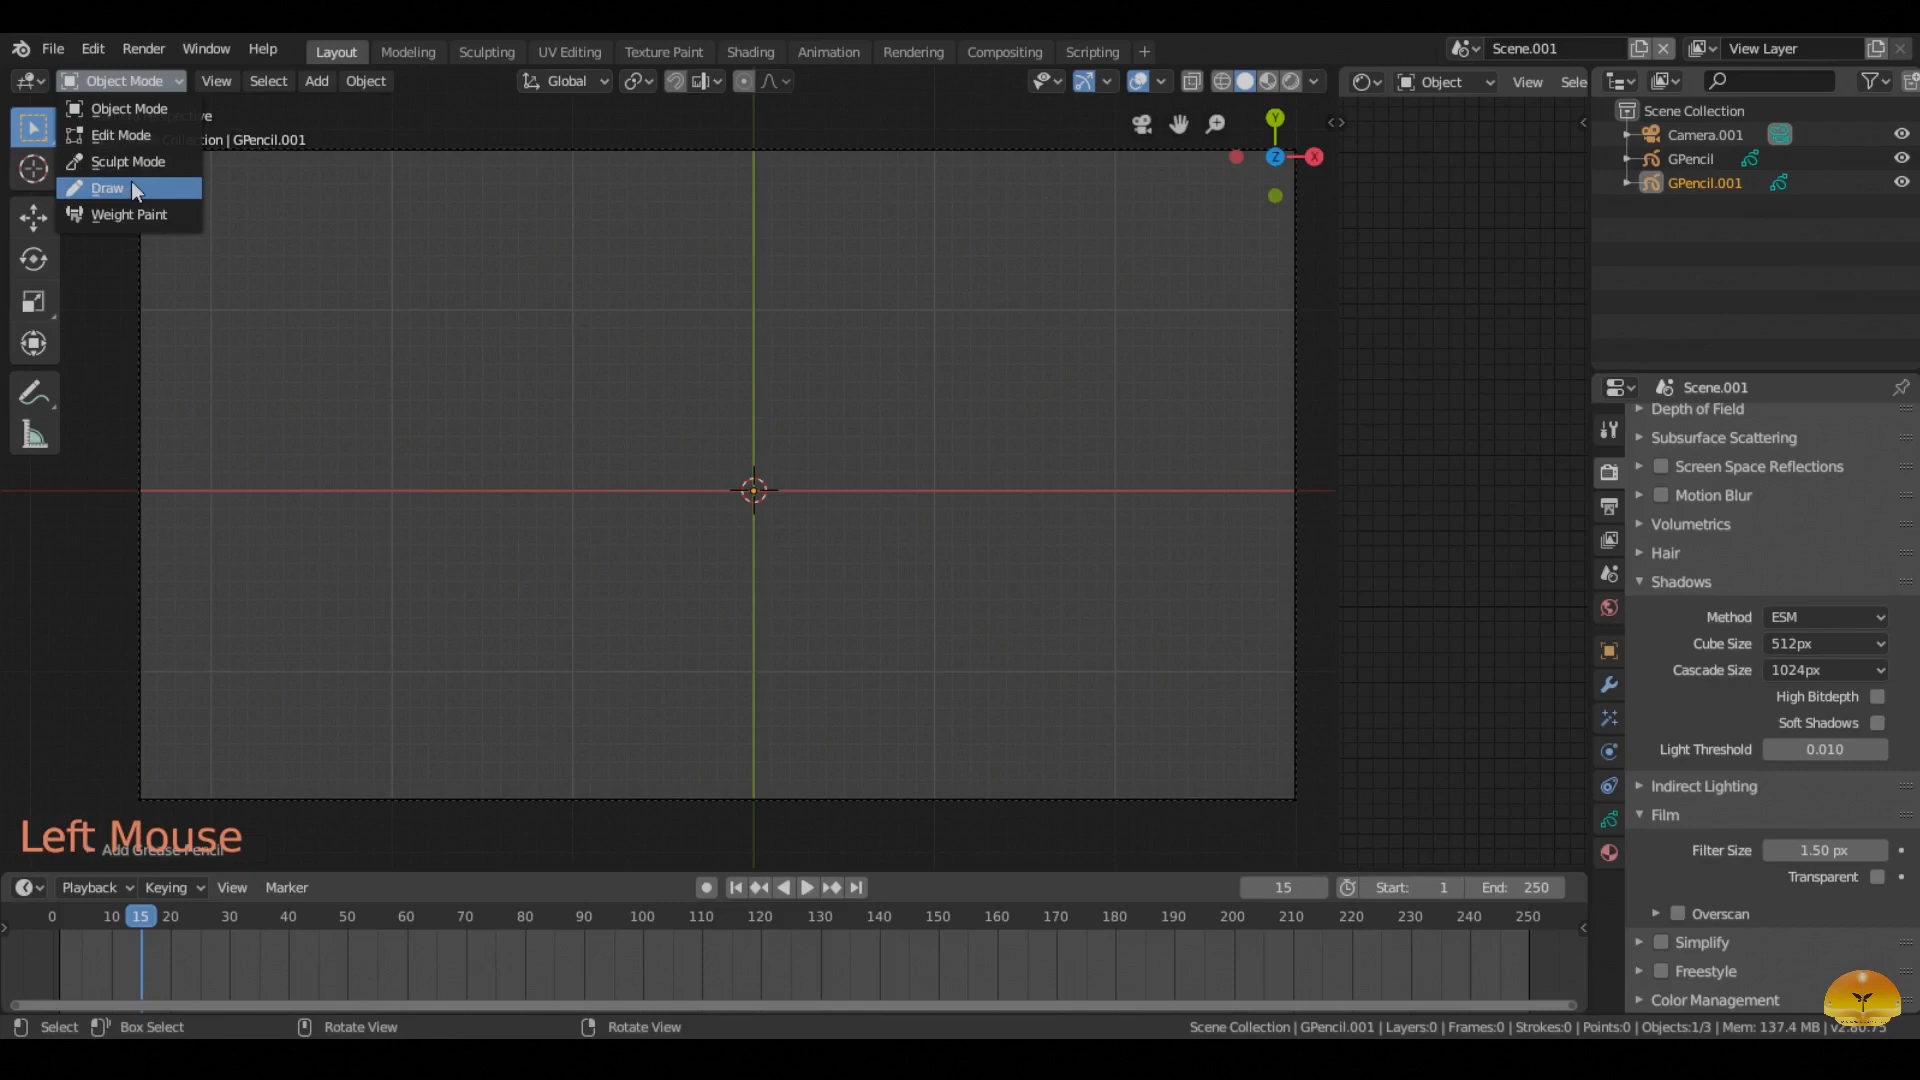 File Edit Render Window Help Layout Modeling Sculpting UV Editing Texture Paint Shading Animation Rendering Compositing Scripting + Scene.001 View Layer
Object Mode View Select Add Object Global Object View Sele
Object Mode
Edit Mode
Sculpt Mode
Draw
Weight Paint
ve
Collection | GPencil.001
Y
Z
X
Scene Collection
Camera.001
GPencil
GPencil.001
Scene.001
Depth of Field
Subsurface Scattering
Screen Space Reflections
Motion Blur
Volumetrics
Hair
Shadows
Method ESM
Cube Size 512px
Cascade Size 1024px
High Bitdepth
Soft Shadows
Light Threshold 0.010
Indirect Lighting
Film
Filter Size 1.50 px
Transparent
Overscan
Simplify
Freestyle
Color Management
Left Mouse
Add Grease Pencil
Playback Keying View Marker 15 Start: 1 End: 250
0 10 15 20 30 40 50 60 70 80 90 100 110 120 130 140 150 160 170 180 190 200 210 220 230 240 250
Select Box Select Rotate View Rotate View Scene Collection | GPencil.001 | Layers:0 | Frames:0 | Strokes:0 | Points:0 | Objects:1/3 | Mem: 137.4 MB | v2.80.75